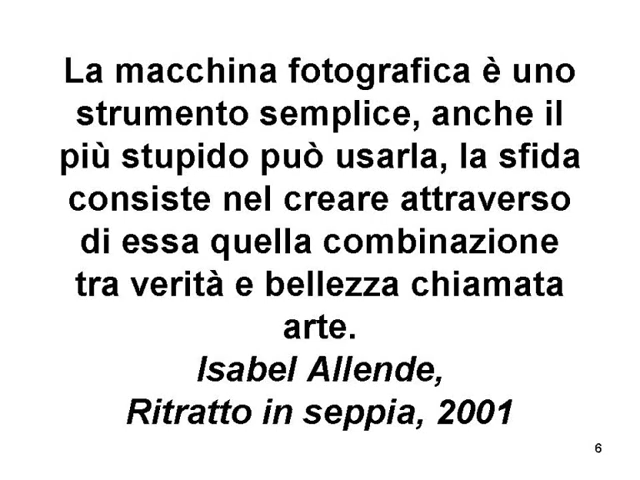 La macchina fotografica è uno
strumento semplice, anche il
più stupido può usarla, la sfida
consiste nel creare attraverso
di essa quella combinazione
tra verità e bellezza chiamata
arte.
Isabel Allende,
Ritratto in seppia, 2001
6